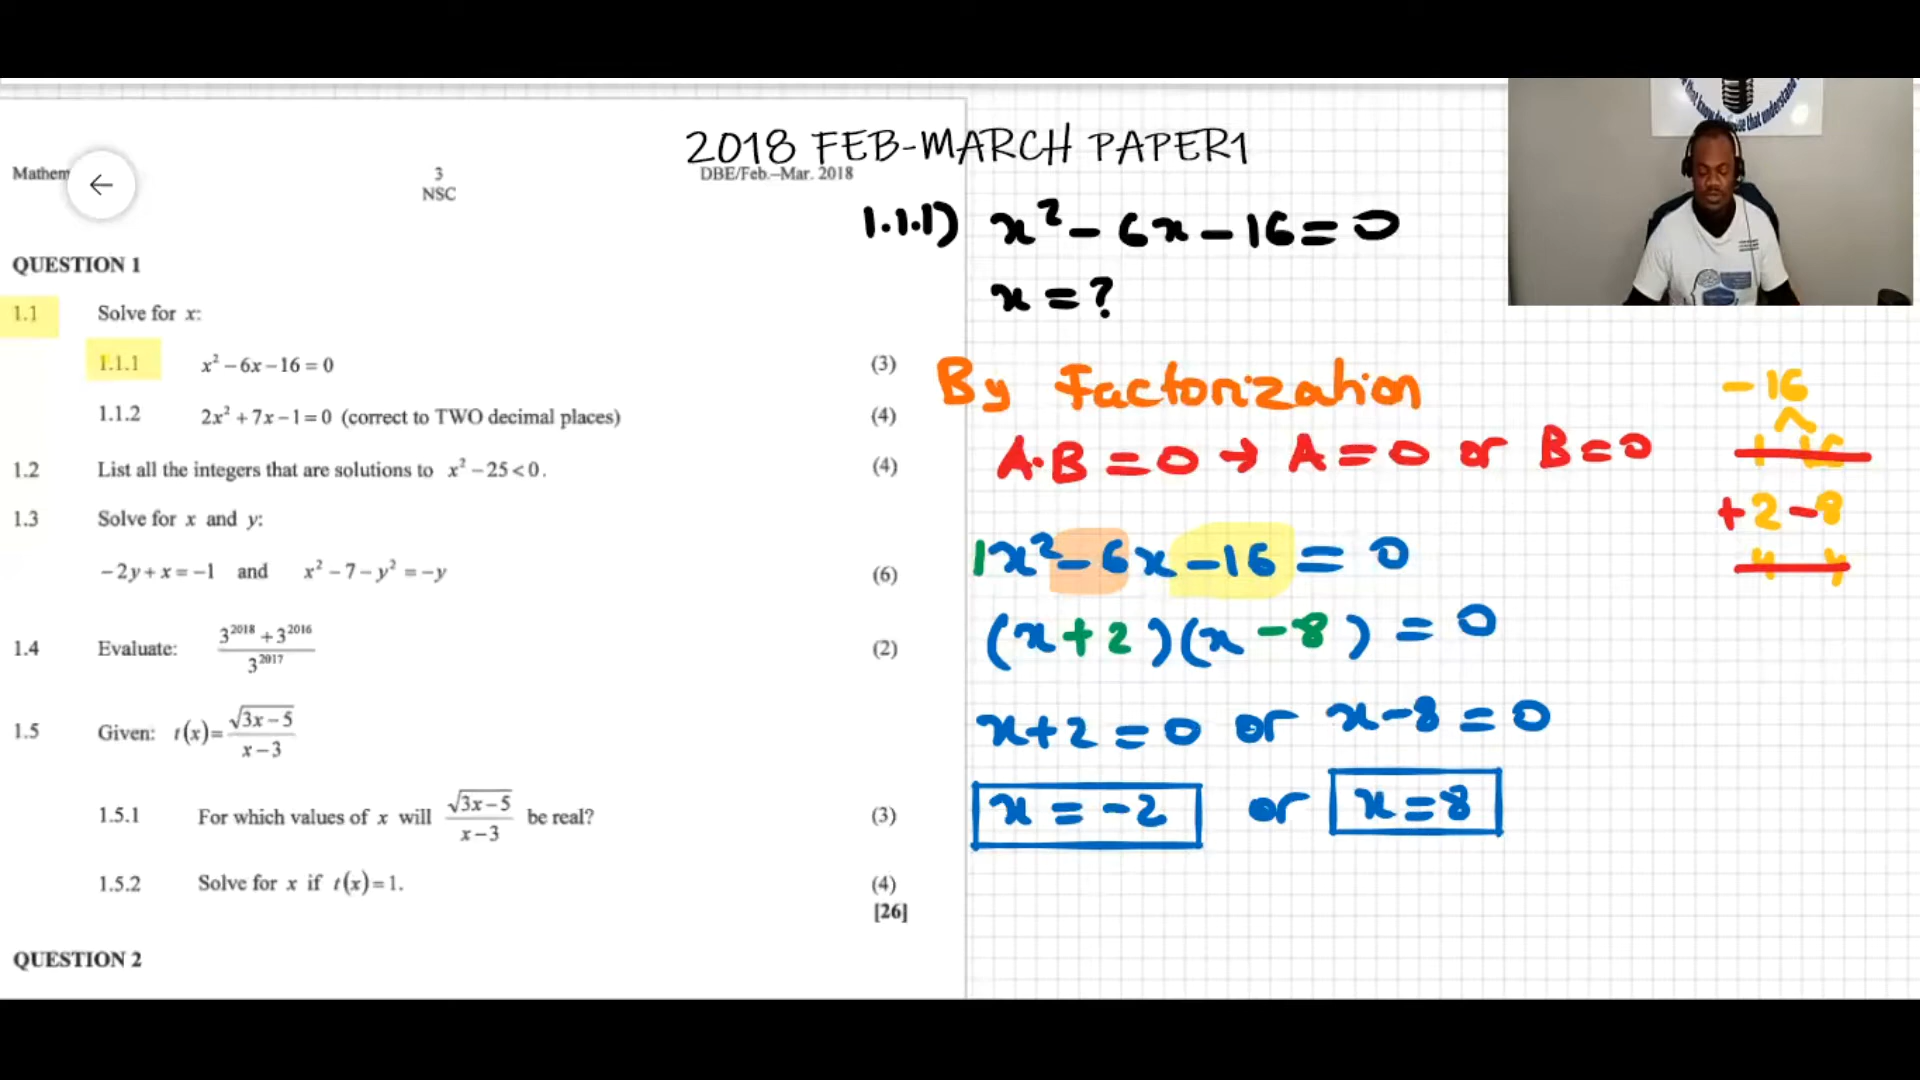 2018 FEB-MARCH PAPER1
3
DBE/Feb.–Mar. 2018
NSC
QUESTION 1
1.1 Solve for x:
1.1.1 x² – 6x – 16 = 0 (3)
1.1.2 2x² + 7x – 1 = 0 (correct to TWO decimal places) (4)
1.2 List all the integers that are solutions to x² – 25 < 0. (4)
1.3 Solve for x and y:
– 2y + x = –1 and x² – 7 – y² = –y (6)
1.4 Evaluate: (3²⁰¹⁸ + 3²⁰¹⁶)/3²⁰¹⁷ (2)
1.5 Given: t(x) = √(3x – 5)/(x – 3)
1.5.1 For which values of x will √(3x – 5)/(x – 3) be real? (3)
1.5.2 Solve for x if t(x) = 1. (4)
[26]
QUESTION 2
1.1.1) x² – 6x – 16 = 0
x = ?
By Factorization
A·B = 0 → A = 0 or B = 0
1x² – 6x – 16 = 0
(x + 2)(x – 8) = 0
x + 2 = 0 or x – 8 = 0
x = –2 or x = 8
–16
1 16
+2 –8
4 4